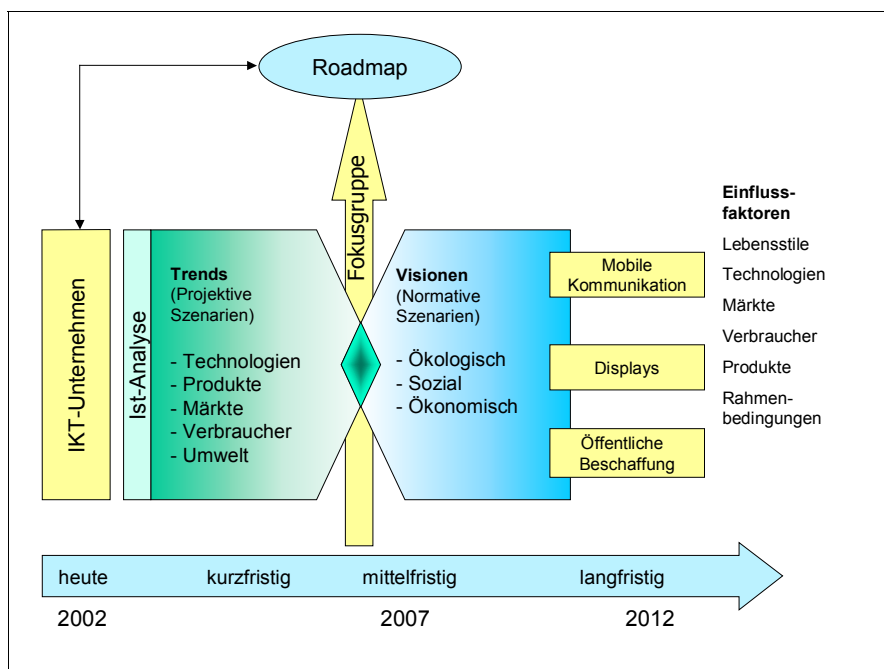 Roadmap
Fokusgruppe
IKT-Unternehmen
Ist-Analyse
Trends
(Projektive
Szenarien)
- Technologien
- Produkte
- Märkte
- Verbraucher
- Umwelt
Visionen
(Normative
Szenarien)
- Ökologisch
- Sozial
- Ökonomisch
Mobile
Kommunikation
Displays
Öffentliche
Beschaffung
Einfluss-
faktoren
Lebensstile
Technologien
Märkte
Verbraucher
Produkte
Rahmen-
bedingungen
heute kurzfristig mittelfristig langfristig
2002 2007 2012